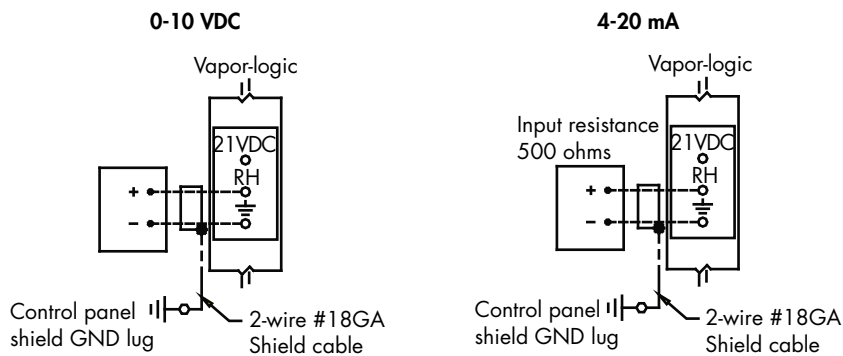 0-10 VDC
Vapor-logic
21VDC
RH
+
–
Control panel
shield GND lug
2-wire #18GA
Shield cable
4-20 mA
Vapor-logic
Input resistance
500 ohms
21VDC
RH
+
–
Control panel
shield GND lug
2-wire #18GA
Shield cable